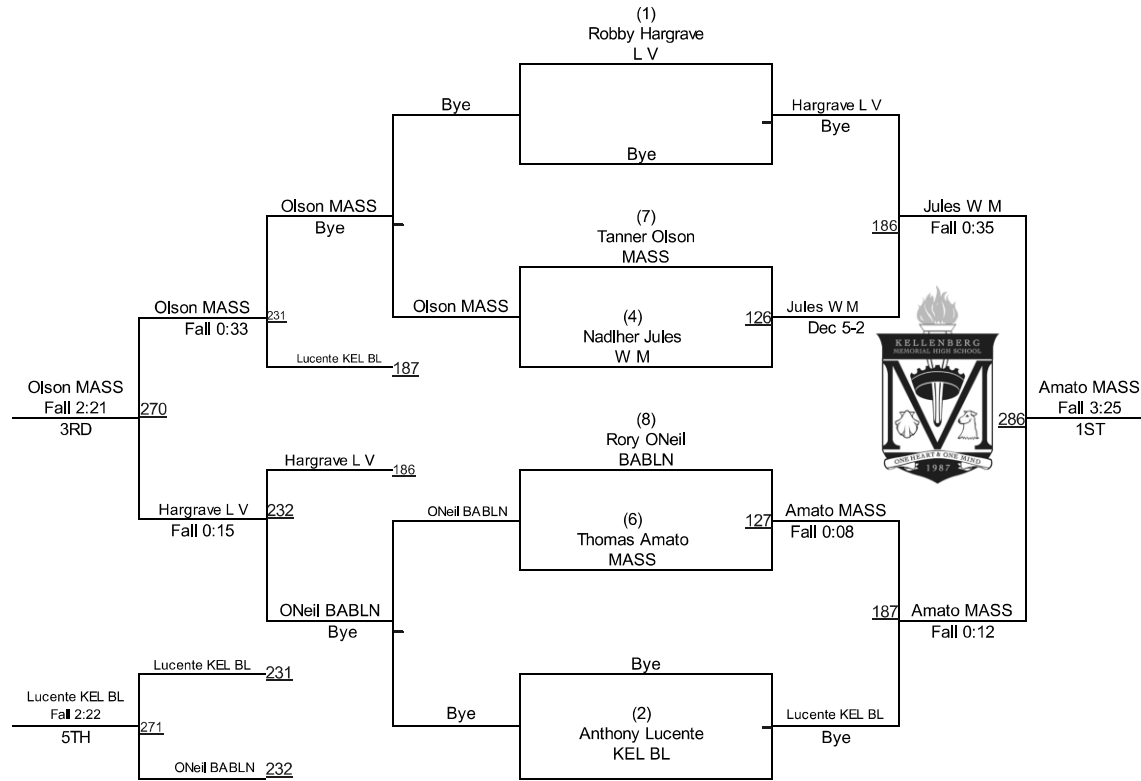 (1)
Robby Hargrave
L V
Bye
Hargrave L V
Bye
Bye
Olson MASS
Bye
(7)
Tanner Olson
MASS
186
Jules W M
Fall 0:35
Olson MASS
Fall 0:33
231
Olson MASS
(4)
Nadlher Jules
W M
126
Jules W M
Dec 5-2
Lucente KEL BL
187
KELLENBERG
MEMORIAL HIGH SCHOOL
M
ONE HEART & ONE MIND
1987
Olson MASS
Fall 2:21
3RD
270
Amato MASS
Fall 3:25
1ST
286
(8)
Rory ONeil
BABLN
Hargrave L V
186
Hargrave L V
Fall 0:15
232
ONeil BABLN
(6)
Thomas Amato
MASS
127
Amato MASS
Fall 0:08
ONeil BABLN
Bye
187
Amato MASS
Fall 0:12
Lucente KEL BL
231
Bye
Lucente KEL BL
Fall 2:22
5TH
271
Bye
(2)
Anthony Lucente
KEL BL
Lucente KEL BL
Bye
ONeil BABLN
232